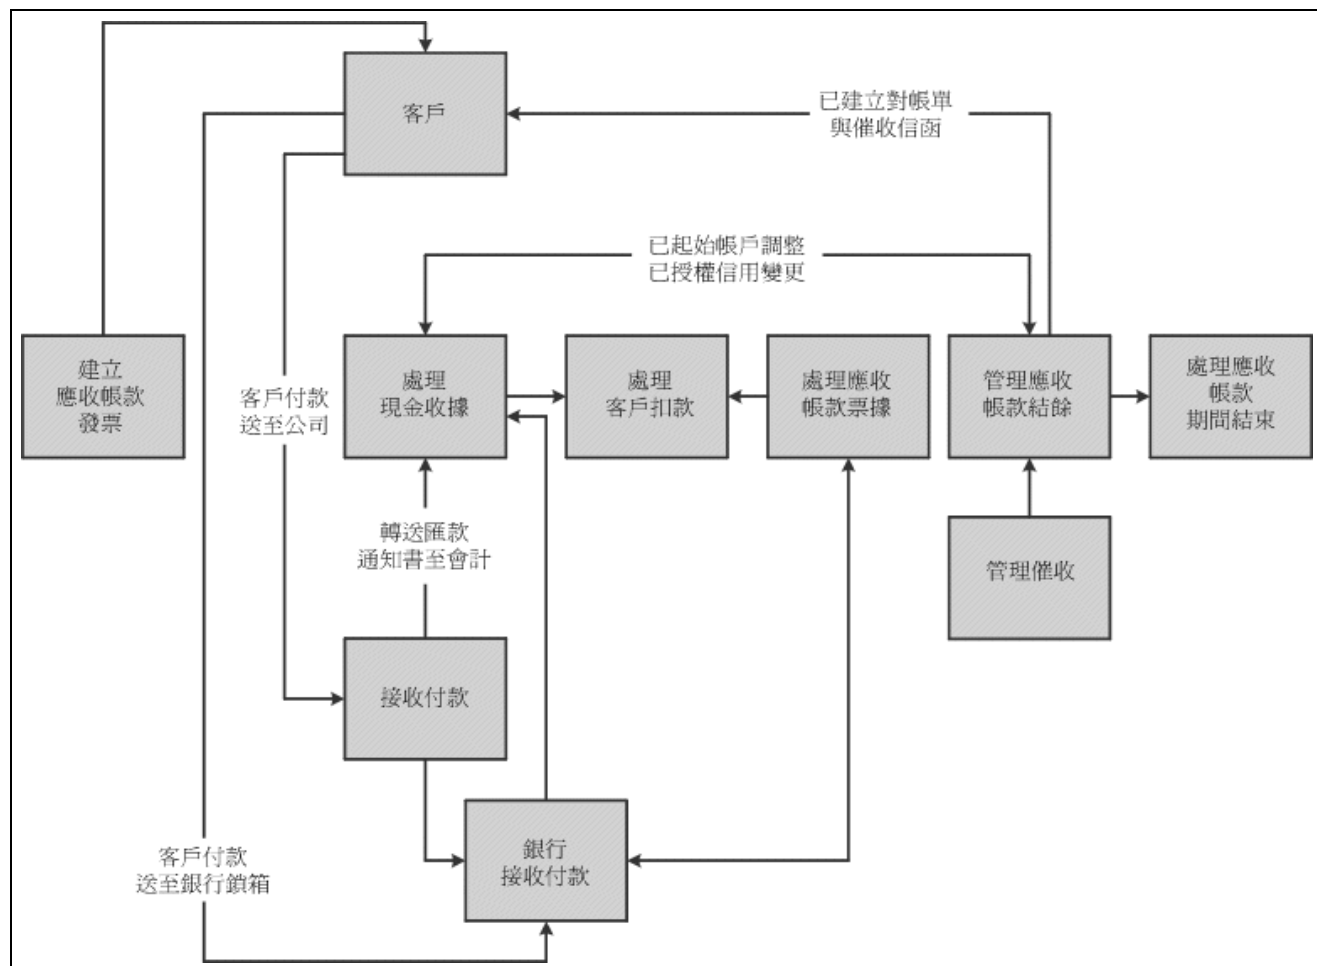 客戶
已建立對帳單
與催收信函
已起始帳戶調整
已授權信用變更
建立
應收帳款
發票
客戶付款
送至公司
處理
現金收據
處理
客戶扣款
處理應收
帳款票據
管理應收
帳款結餘
處理應收
帳款
期間結束
轉送匯款
通知書至會計
管理催收
接收付款
客戶付款
送至銀行鎖箱
銀行
接收付款